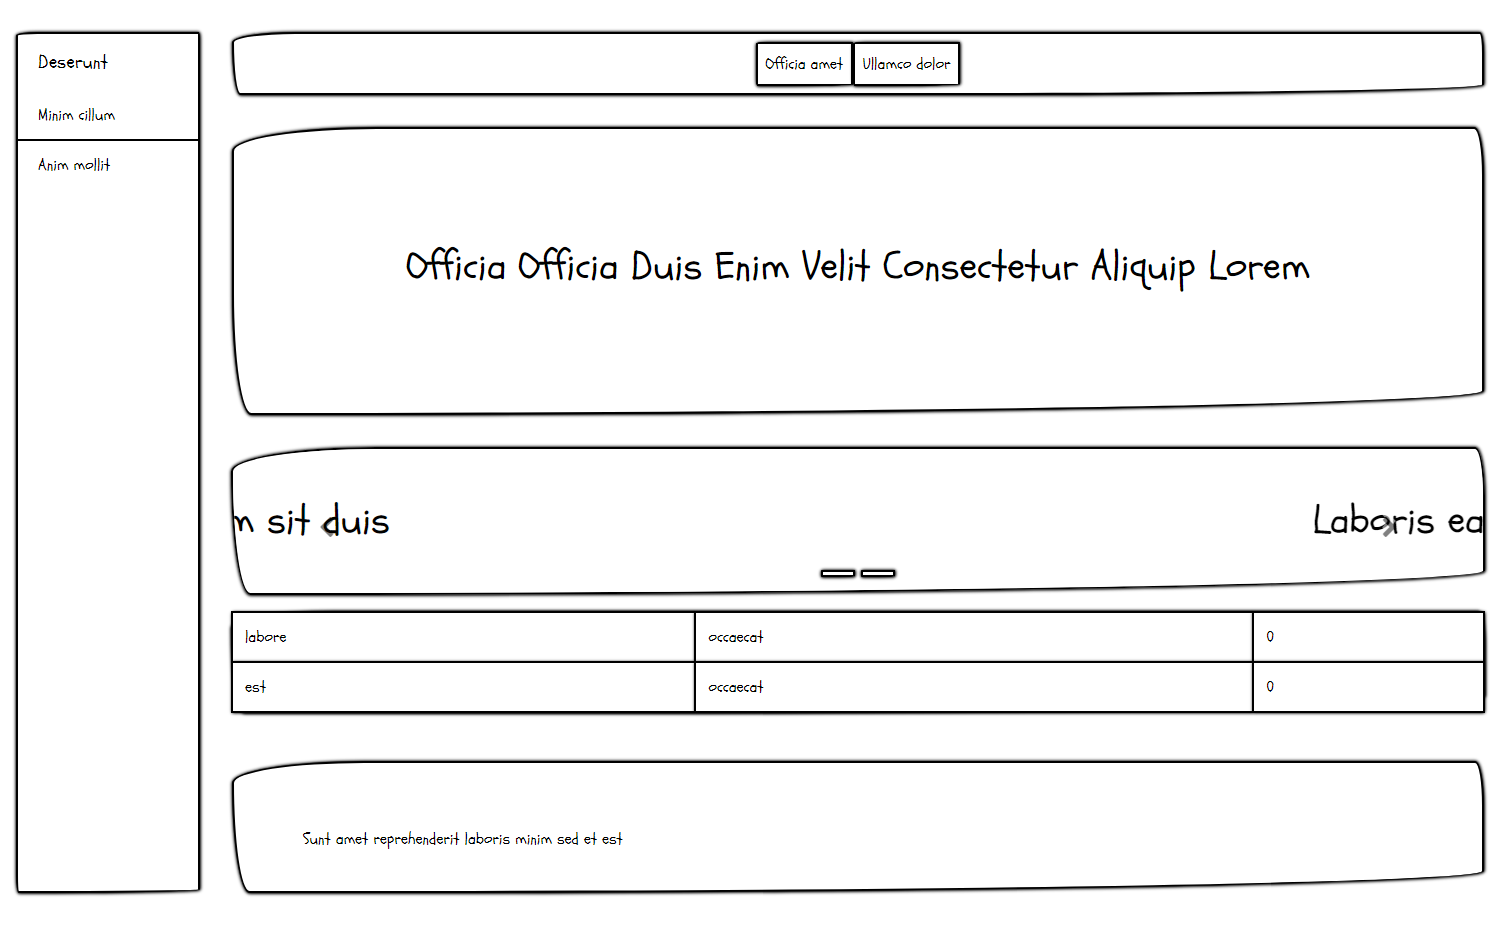 Deserunt
Minim cillum
Anim mollit
Officia amet Ullamco dolor
Officia Officia Duis Enim Velit Consectetur Aliquip Lorem
sit duis Laboris
labore occaecat 0
est occaecat 0
Sunt amet reprehenderit laboris minim sed et est